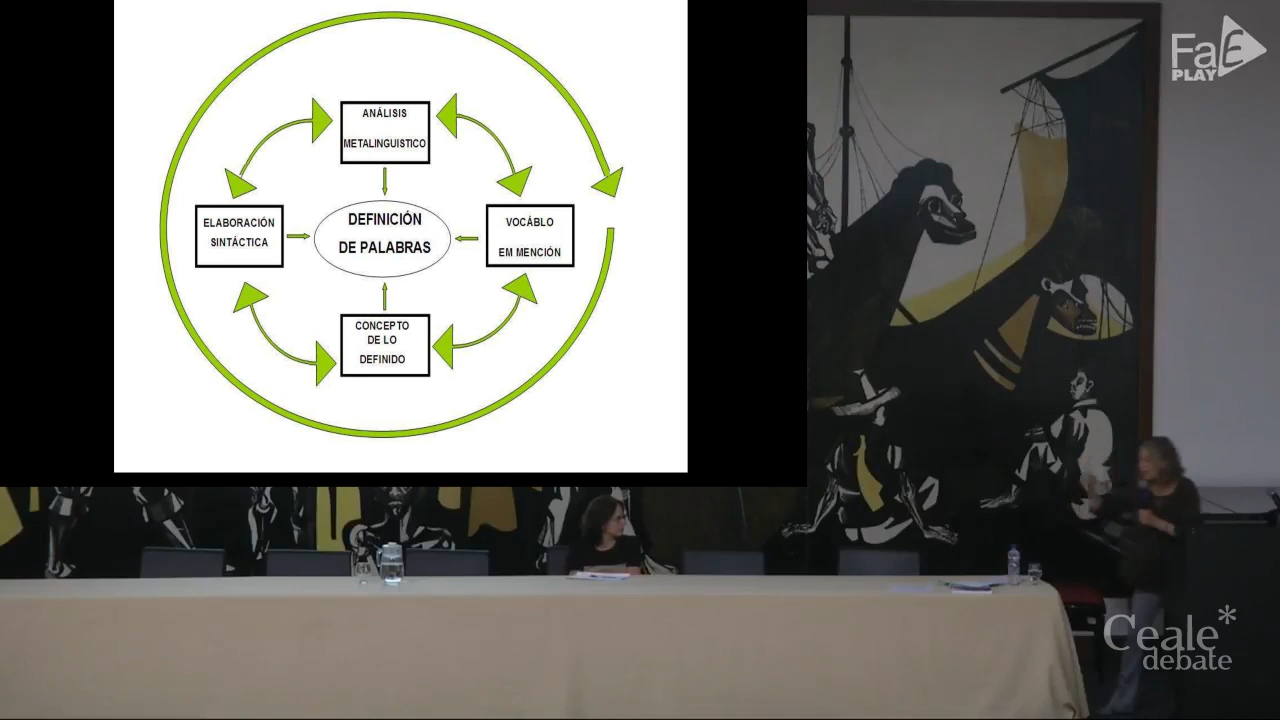 ANÁLISIS
METALINGUISTICO
ELABORACIÓN
SINTÁCTICA
DEFINICIÓN
DE PALABRAS
VOCÁBLO
EM MENCIÓN
CONCEPTO
DE LO
DEFINIDO
FaE
PLAY
Ceale*
debate